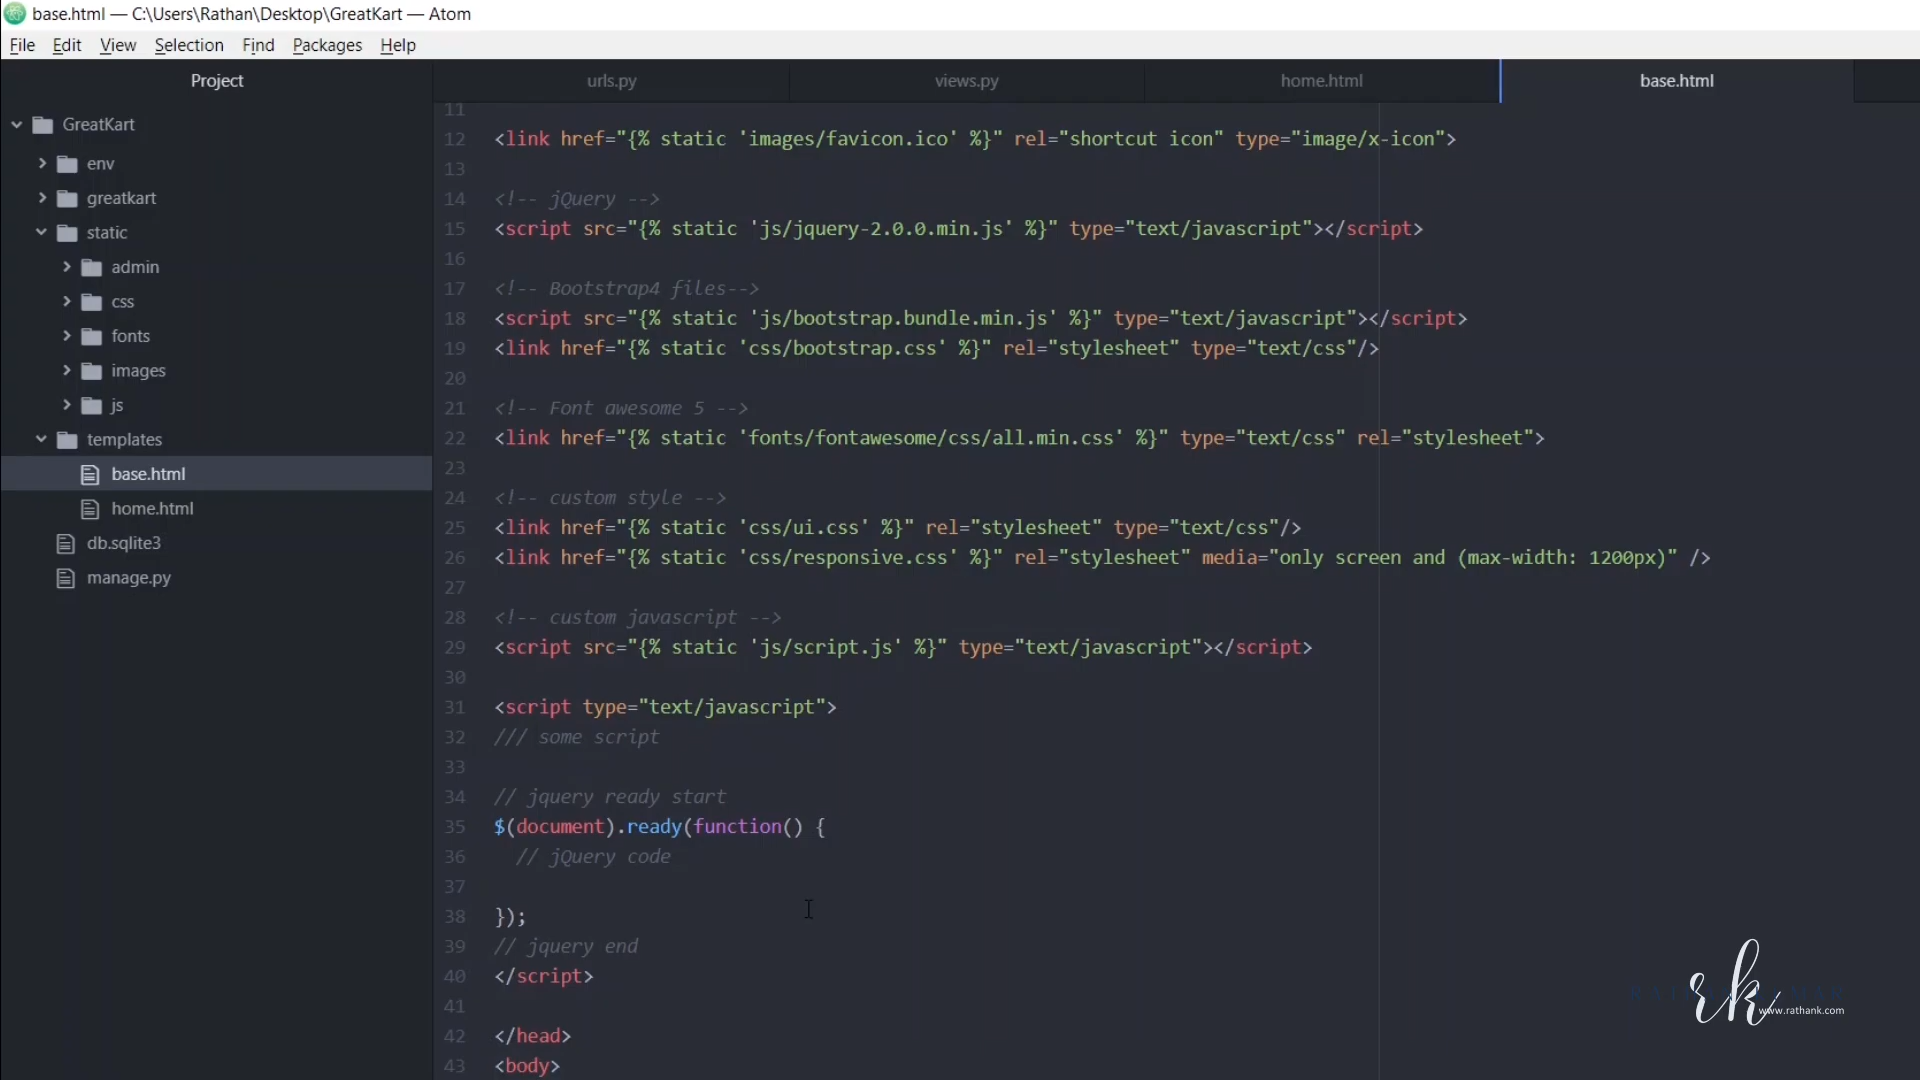 base.html — C:\Users\Rathan\Desktop\GreatKart — Atom
File Edit View Selection Find Packages Help
Project
GreatKart
env
greatkart
static
admin
css
fonts
images
js
templates
base.html
home.html
db.sqlite3
manage.py
urls.py views.py home.html base.html
11
12 <link href="{% static 'images/favicon.ico' %}" rel="shortcut icon" type="image/x-icon">
13
14 <!-- jQuery -->
15 <script src="{% static 'js/jquery-2.0.0.min.js' %}" type="text/javascript"></script>
16
17 <!-- Bootstrap4 files-->
18 <script src="{% static 'js/bootstrap.bundle.min.js' %}" type="text/javascript"></script>
19 <link href="{% static 'css/bootstrap.css' %}" rel="stylesheet" type="text/css"/>
20
21 <!-- Font awesome 5 -->
22 <link href="{% static 'fonts/fontawesome/css/all.min.css' %}" type="text/css" rel="stylesheet">
23
24 <!-- custom style -->
25 <link href="{% static 'css/ui.css' %}" rel="stylesheet" type="text/css"/>
26 <link href="{% static 'css/responsive.css' %}" rel="stylesheet" media="only screen and (max-width: 1200px)" />
27
28 <!-- custom javascript -->
29 <script src="{% static 'js/script.js' %}" type="text/javascript"></script>
30
31 <script type="text/javascript">
32 /// some script
33
34 // jquery ready start
35 $(document).ready(function() {
36 // jQuery code
37
38 });
39 // jquery end
40 </script>
41
42 </head>
43 <body>
rk
www.rathank.com